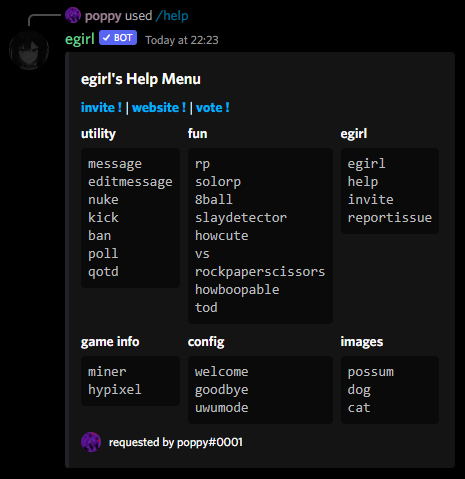 poppy used /help
egirl ✓ BOT Today at 22:23
egirl's Help Menu
invite ! | website ! | vote !
utility
message
editmessage
nuke
kick
ban
poll
qotd
fun
rp
solorp
8ball
slaydetector
howcute
vs
rockpaperscissors
howboopable
tod
egirl
egirl
help
invite
reportissue
game info
miner
hypixel
config
welcome
goodbye
uwumode
images
possum
dog
cat
requested by poppy#0001